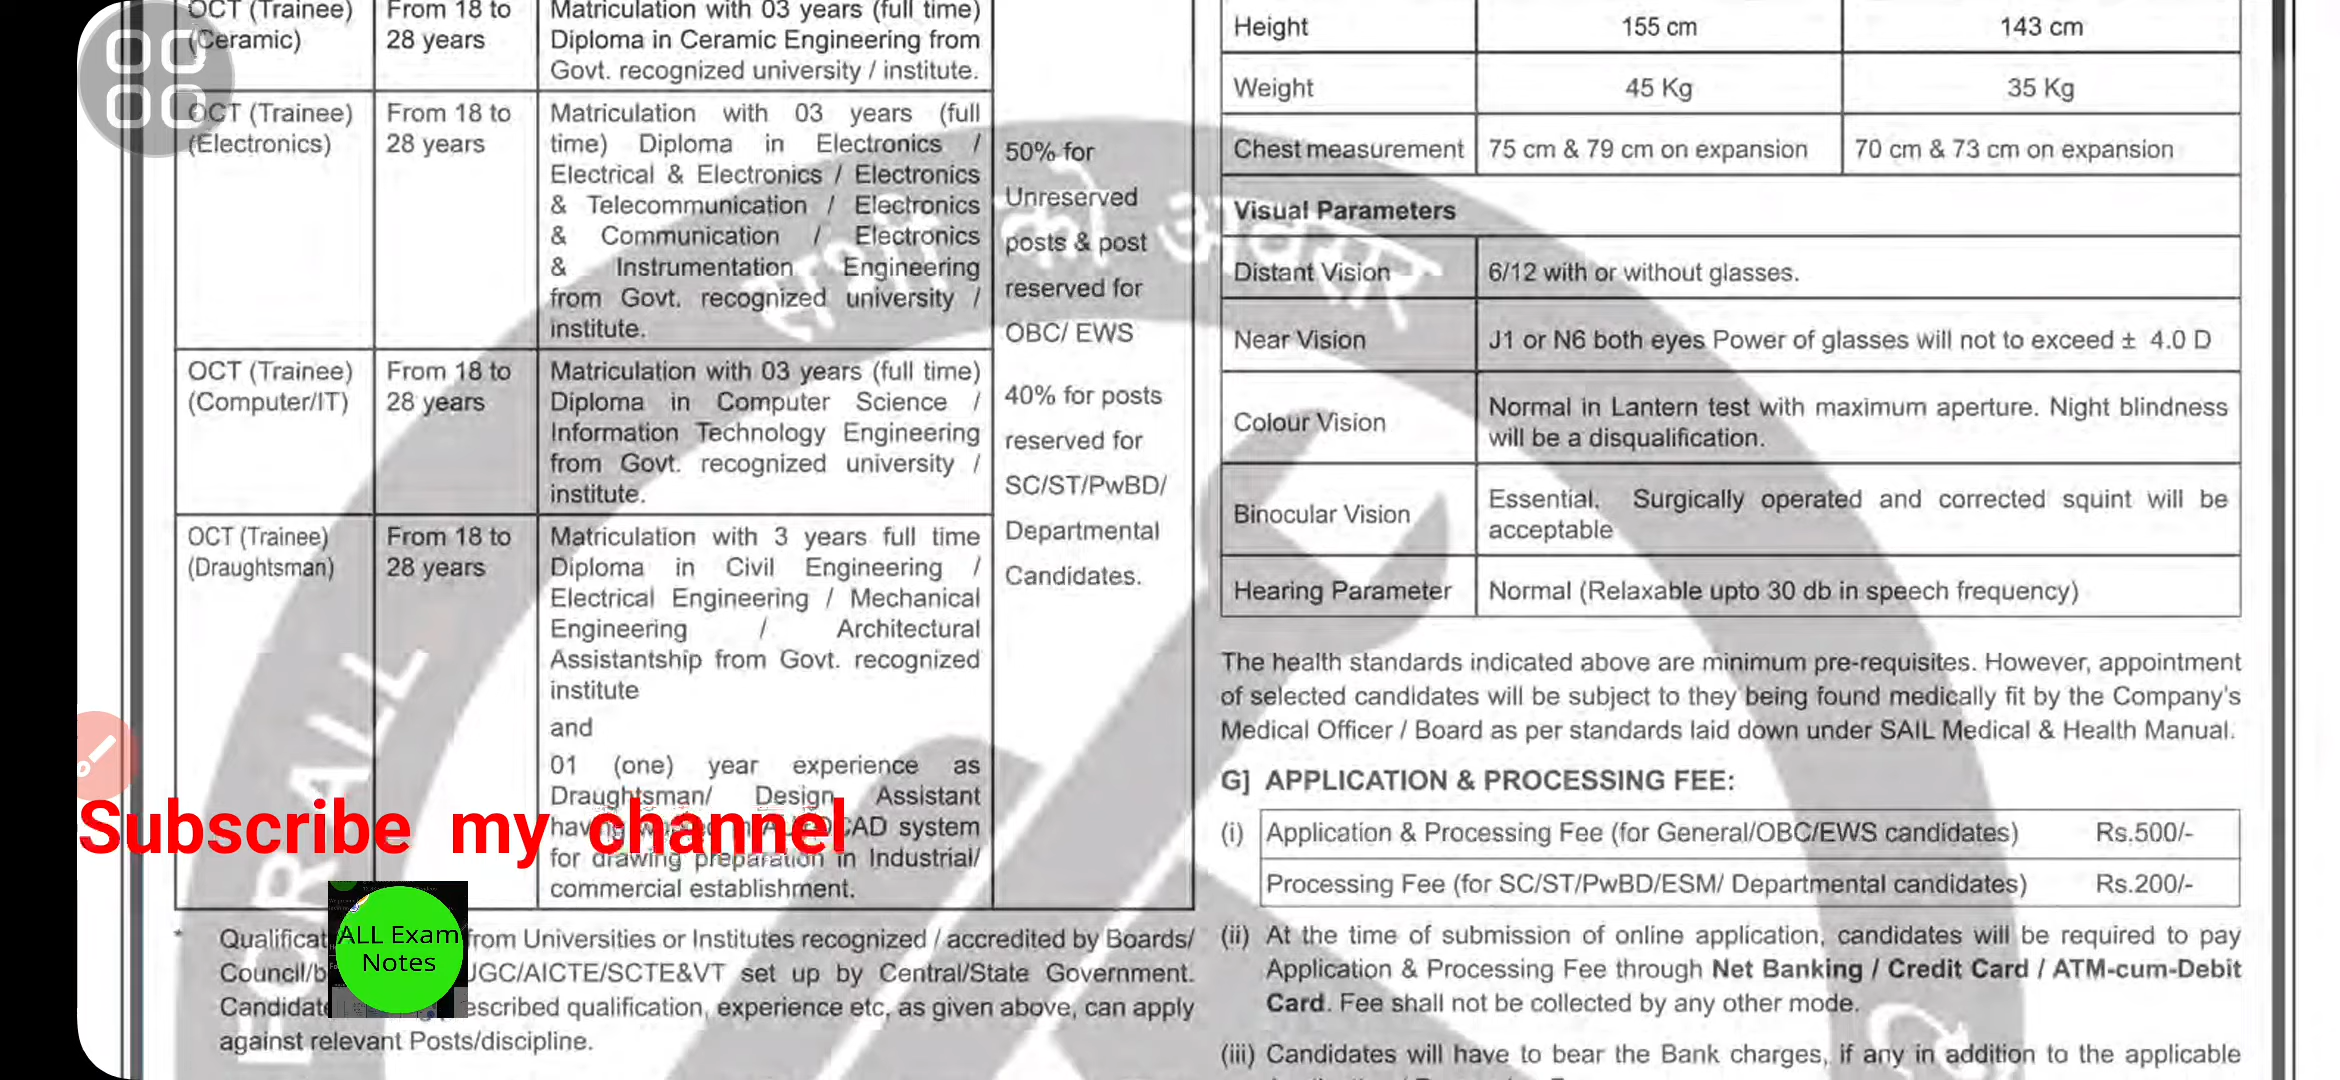 OCT (Trainee)
(Ceramic)
From 18 to
28 years
Matriculation with 03 years (full time)
Diploma in Ceramic Engineering from
Govt. recognized university / institute.
OCT (Trainee)
(Electronics)
From 18 to
28 years
Matriculation with 03 years (full
time) Diploma in Electronics /
Electrical & Electronics / Electronics
& Telecommunication / Electronics
& Communication / Electronics
& Instrumentation Engineering
from Govt. recognized university /
institute.
OCT (Trainee)
(Computer/IT)
From 18 to
28 years
Matriculation with 03 years (full time)
Diploma in Computer Science /
Information Technology Engineering
from Govt. recognized university /
institute.
OCT (Trainee)
(Draughtsman)
From 18 to
28 years
Matriculation with 3 years full time
Diploma in Civil Engineering /
Electrical Engineering / Mechanical
Engineering / Architectural
Assistantship from Govt. recognized
institute
and
01 (one) year experience as
Draughtsman/ Design Assistant
CAD system
for drawing preparation in Industrial/
commercial establishment.
50% for
Unreserved
posts & post
reserved for
OBC/ EWS
40% for posts
reserved for
SC/ST/PwBD/
Departmental
Candidates.
Subscribe my channel
ALL Exam
Notes
* from Universities or Institutes recognized / accredited by Boards/
UGC/AICTE/SCTE&VT set up by Central/State Government.
qualification, experience etc. as given above, can apply
against relevant Posts/discipline.
Height 155 cm 143 cm
Weight 45 Kg 35 Kg
Chest measurement 75 cm & 79 cm on expansion 70 cm & 73 cm on expansion
Visual Parameters
Distant Vision 6/12 with or without glasses.
Near Vision J1 or N6 both eyes Power of glasses will not to exceed ± 4.0 D
Colour Vision Normal in Lantern test with maximum aperture. Night blindness
will be a disqualification.
Binocular Vision Essential. Surgically operated and corrected squint will be
acceptable
Hearing Parameter Normal (Relaxable upto 30 db in speech frequency)
The health standards indicated above are minimum pre-requisites. However, appointment
of selected candidates will be subject to they being found medically fit by the Company's
Medical Officer / Board as per standards laid down under SAIL Medical & Health Manual.
G] APPLICATION & PROCESSING FEE:
(i) Application & Processing Fee (for General/OBC/EWS candidates) Rs.500/-
Processing Fee (for SC/ST/PwBD/ESM/ Departmental candidates) Rs.200/-
(ii) At the time of submission of online application, candidates will be required to pay
Application & Processing Fee through Net Banking / Credit Card / ATM-cum-Debit
Card. Fee shall not be collected by any other mode.
(iii) Candidates will have to bear the Bank charges, if any in addition to the applicable